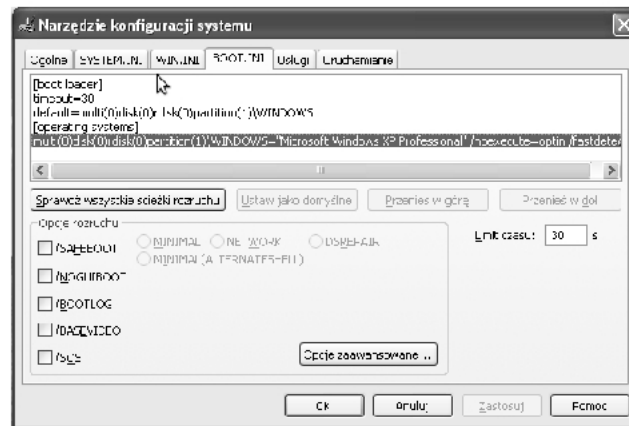 Narzędzie konfiguracji systemu
Ogólne SYSTEM.INI WIN.INI BOOT.INI Usługi Uruchamianie
[boot loader]
timeout=30
default=multi(0)disk(0)rdisk(0)partition(1)\WINDOWS
[operating systems]
multi(0)disk(0)rdisk(0)partition(1)\WINDOWS="Microsoft Windows XP Professional" /noexecute=optin /fastdete
Sprawdź wszystkie ścieżki rozruchu Ustaw jako domyślne Przenieś w górę Przenieś w dół
Opcje rozruchu
Limit czasu: 30 s
/SAFEBOOT MINIMAL NETWORK DSREPAIR
MINIMAL(ALTERNATESHELL)
/NOGUIBOOT
/BOOTLOG
/BASEVIDEO
/SOS
Opcje zaawansowane...
OK Anuluj Zastosuj Pomoc